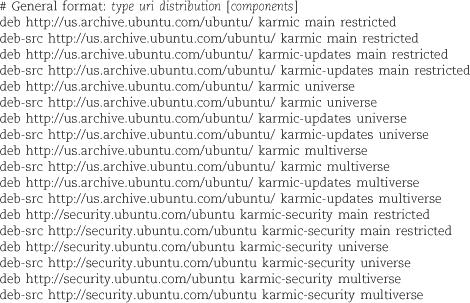 # General format: type uri distribution [components]
deb http://us.archive.ubuntu.com/ubuntu/ karmic main restricted
deb-src http://us.archive.ubuntu.com/ubuntu/ karmic main restricted
deb http://us.archive.ubuntu.com/ubuntu/ karmic-updates main restricted
deb-src http://us.archive.ubuntu.com/ubuntu/ karmic-updates main restricted
deb http://us.archive.ubuntu.com/ubuntu/ karmic universe
deb-src http://us.archive.ubuntu.com/ubuntu/ karmic universe
deb http://us.archive.ubuntu.com/ubuntu/ karmic-updates universe
deb-src http://us.archive.ubuntu.com/ubuntu/ karmic-updates universe
deb http://us.archive.ubuntu.com/ubuntu/ karmic multiverse
deb-src http://us.archive.ubuntu.com/ubuntu/ karmic multiverse
deb http://us.archive.ubuntu.com/ubuntu/ karmic-updates multiverse
deb-src http://us.archive.ubuntu.com/ubuntu/ karmic-updates multiverse
deb http://security.ubuntu.com/ubuntu karmic-security main restricted
deb-src http://security.ubuntu.com/ubuntu karmic-security main restricted
deb http://security.ubuntu.com/ubuntu karmic-security universe
deb-src http://security.ubuntu.com/ubuntu karmic-security universe
deb http://security.ubuntu.com/ubuntu karmic-security multiverse
deb-src http://security.ubuntu.com/ubuntu karmic-security multiverse